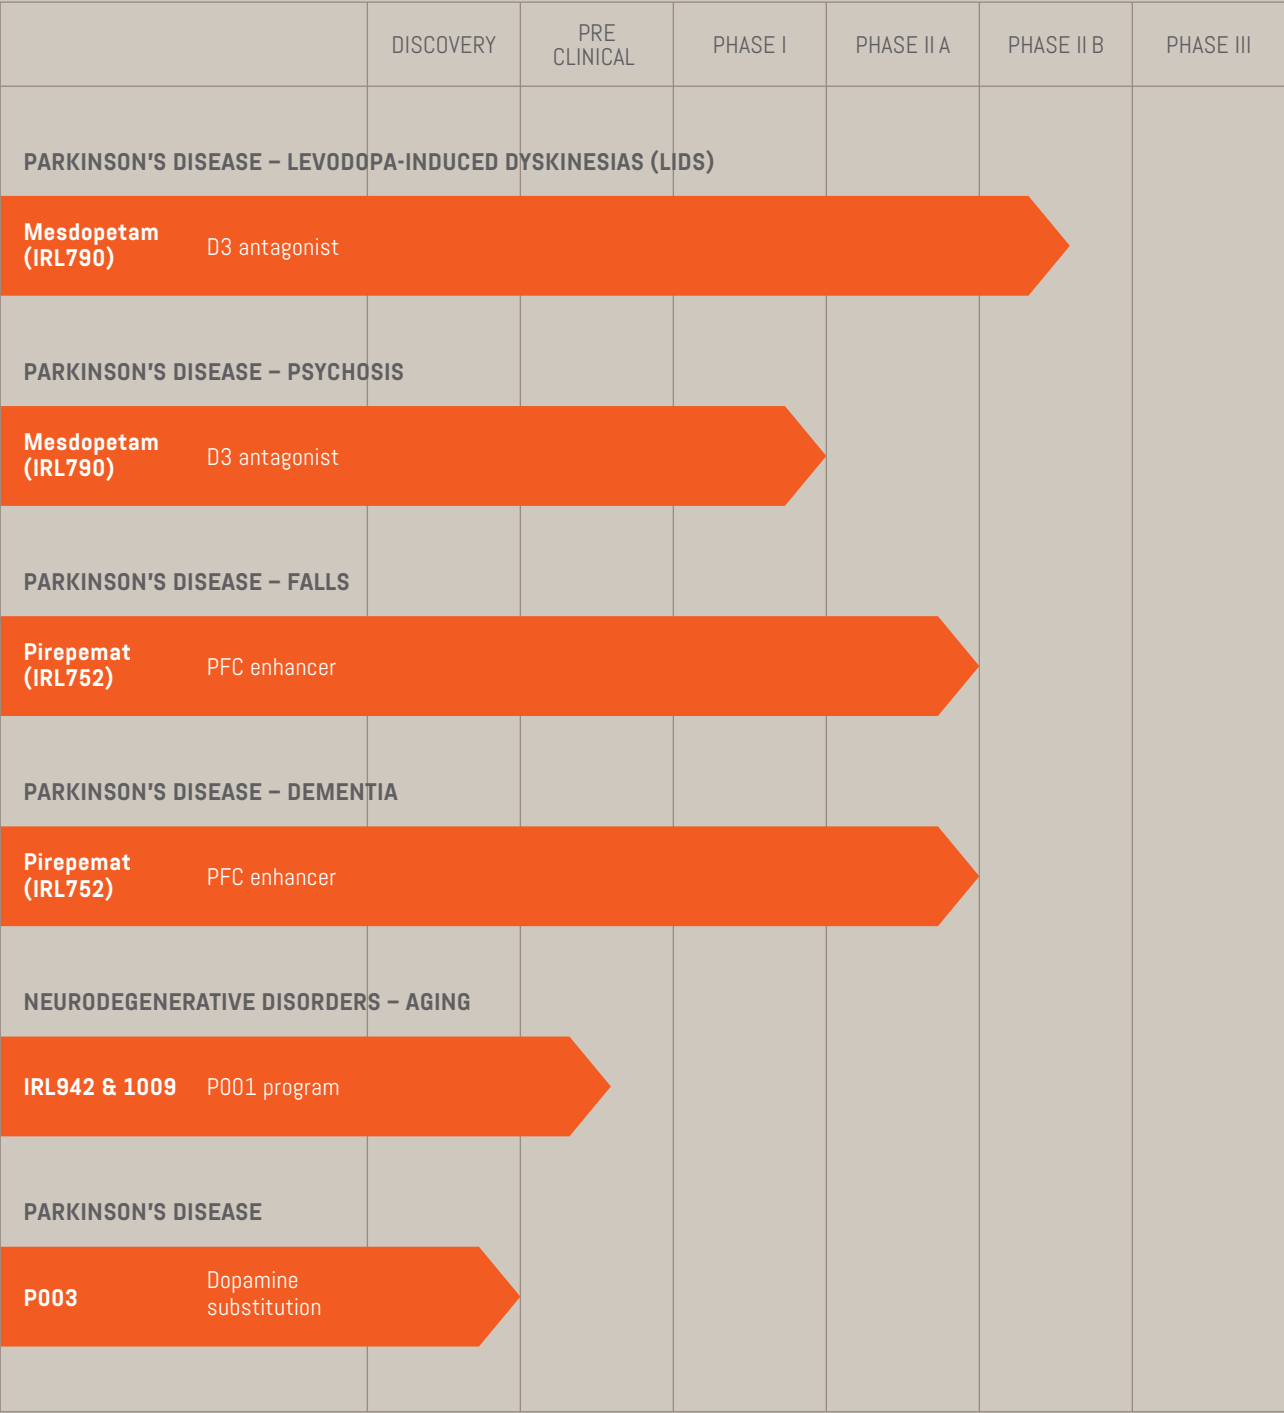 DISCOVERY
PRE
CLINICAL
PHASE I
PHASE II A
PHASE II B
PHASE III
PARKINSON'S DISEASE – LEVODOPA-INDUCED DYSKINESIAS (LIDS)
Mesdopetam
(IRL790)
D3 antagonist
PARKINSON'S DISEASE – PSYCHOSIS
Mesdopetam
(IRL790)
D3 antagonist
PARKINSON'S DISEASE – FALLS
Pirepemat
(IRL752)
PFC enhancer
PARKINSON'S DISEASE – DEMENTIA
Pirepemat
(IRL752)
PFC enhancer
NEURODEGENERATIVE DISORDERS – AGING
IRL942 & 1009
P001 program
PARKINSON'S DISEASE
P003
Dopamine
substitution